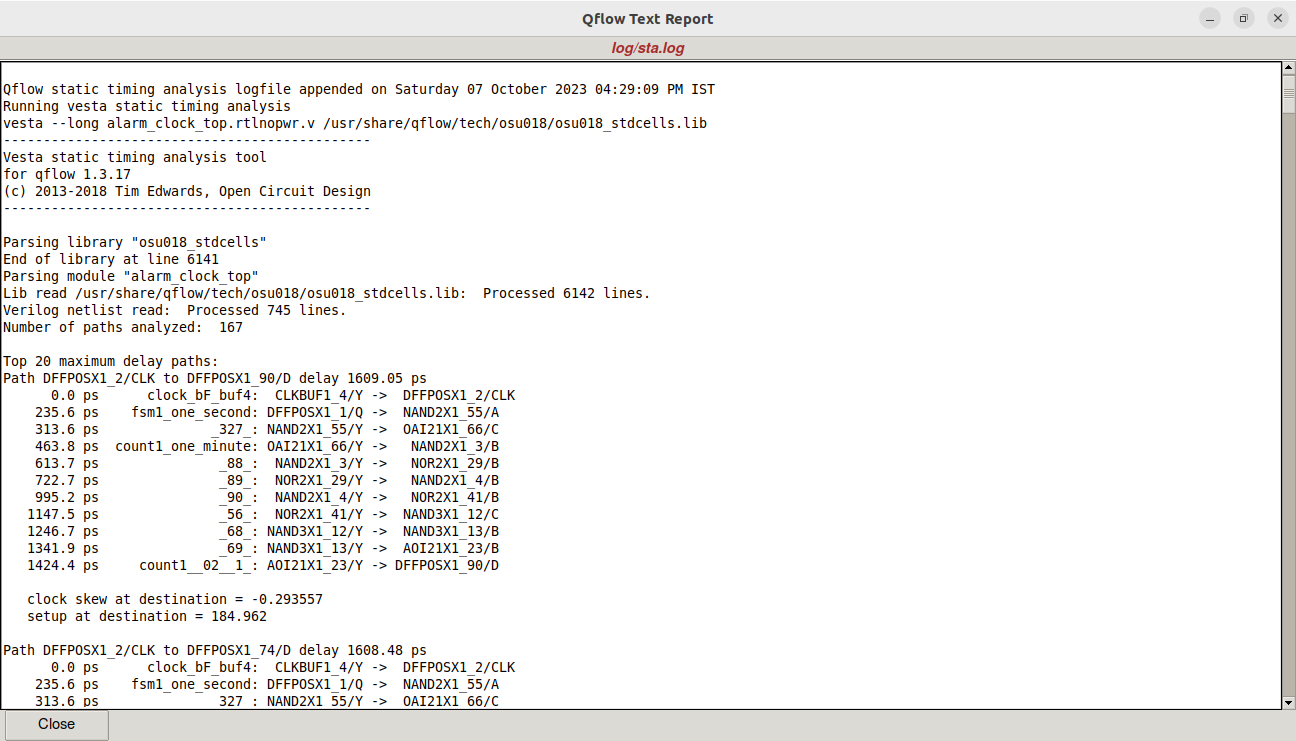 Qflow Text Report
log/sta.log
Qflow static timing analysis logfile appended on Saturday 07 October 2023 04:29:09 PM IST
Running vesta static timing analysis
vesta --long alarm_clock_top.rtlnopwr.v /usr/share/qflow/tech/osu018/osu018_stdcells.lib
----------------------------------------------
Vesta static timing analysis tool
for qflow 1.3.17
(c) 2013-2018 Tim Edwards, Open Circuit Design
----------------------------------------------
Parsing library "osu018_stdcells"
End of library at line 6141
Parsing module "alarm_clock_top"
Lib read /usr/share/qflow/tech/osu018/osu018_stdcells.lib:  Processed 6142 lines.
Verilog netlist read:  Processed 745 lines.
Number of paths analyzed:  167
Top 20 maximum delay paths:
Path DFFPOSX1_2/CLK to DFFPOSX1_90/D delay 1609.05 ps
      0.0 ps      clock_bF_buf4:  CLKBUF1_4/Y ->  DFFPOSX1_2/CLK
    235.6 ps    fsm1_one_second: DFFPOSX1_1/Q ->  NAND2X1_55/A
    313.6 ps              _327_: NAND2X1_55/Y ->  OAI21X1_66/C
    463.8 ps  count1_one_minute: OAI21X1_66/Y ->   NAND2X1_3/B
    613.7 ps               _88_:  NAND2X1_3/Y ->   NOR2X1_29/B
    722.7 ps               _89_:  NOR2X1_29/Y ->   NAND2X1_4/B
    995.2 ps               _90_:  NAND2X1_4/Y ->   NOR2X1_41/B
   1147.5 ps               _56_:  NOR2X1_41/Y ->  NAND3X1_12/C
   1246.7 ps               _68_: NAND3X1_12/Y ->  NAND3X1_13/B
   1341.9 ps               _69_: NAND3X1_13/Y ->  AOI21X1_23/B
   1424.4 ps     count1__02__1_: AOI21X1_23/Y -> DFFPOSX1_90/D
   clock skew at destination = -0.293557
   setup at destination = 184.962
Path DFFPOSX1_2/CLK to DFFPOSX1_74/D delay 1608.48 ps
      0.0 ps      clock_bF_buf4:  CLKBUF1_4/Y ->  DFFPOSX1_2/CLK
    235.6 ps    fsm1_one_second: DFFPOSX1_1/Q ->  NAND2X1_55/A
    313.6 ps               327 : NAND2X1 55/Y ->  OAI21X1 66/C
Close